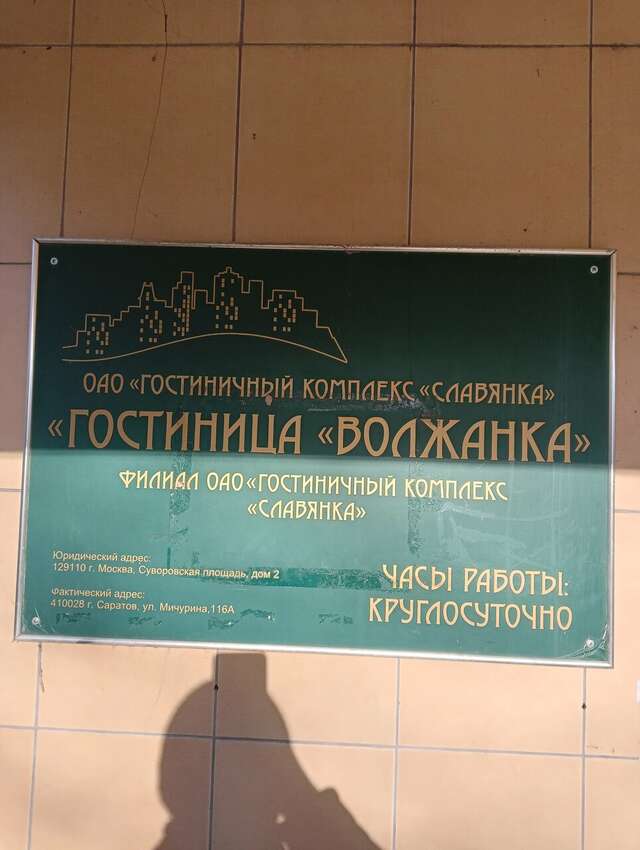 ОАО «ГОСТИНИЧНЫЙ КОМПЛЕКС «СЛАВЯНКА»
«ГОСТИНИЦА «ВОЛЖАНКА»
ФИЛИАЛ ОАО «ГОСТИНИЧНЫЙ КОМПЛЕКС
«СЛАВЯНКА»
Юридический адрес:
129110 г. Москва, Суворовская площадь, дом 2
Фактический адрес:
410028 г. Саратов, ул. Мичурина,116А
ЧАСЫ РАБОТЫ:
КРУГЛОСУТОЧНО